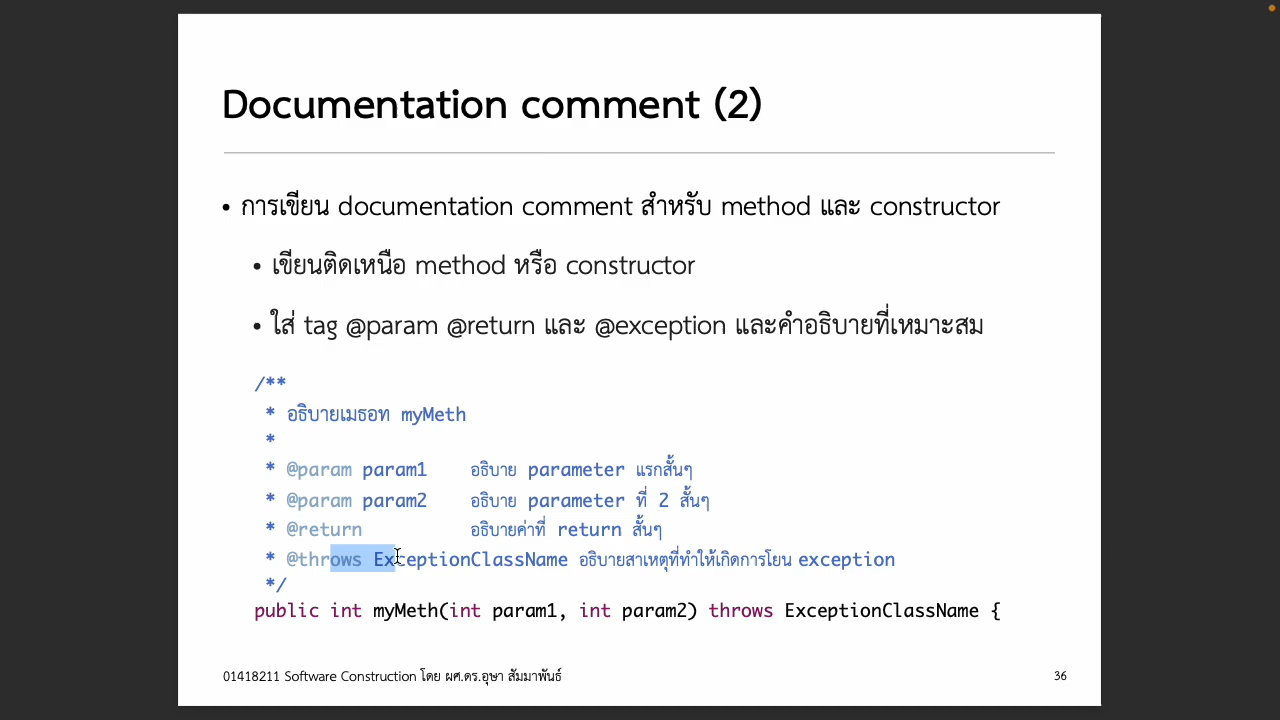 Documentation comment (2)
• การเขียน documentation comment สำหรับ method และ constructor
• เขียนติดเหนือ method หรือ constructor
• ใส่ tag @param @return และ @exception และคำอธิบายที่เหมาะสม
/**
* อธิบายเมธอท myMeth
*
* @param param1 อธิบาย parameter แรกสั้นๆ
* @param param2 อธิบาย parameter ที่ 2 สั้นๆ
* @return อธิบายค่าที่ return สั้นๆ
* @throws ExceptionClassName อธิบายสาเหตุที่ทำให้เกิดการโยน exception
*/
public int myMeth(int param1, int param2) throws ExceptionClassName {
01418211 Software Construction โดย ผศ.ดร.อุษา สัมมาพันธ์
36